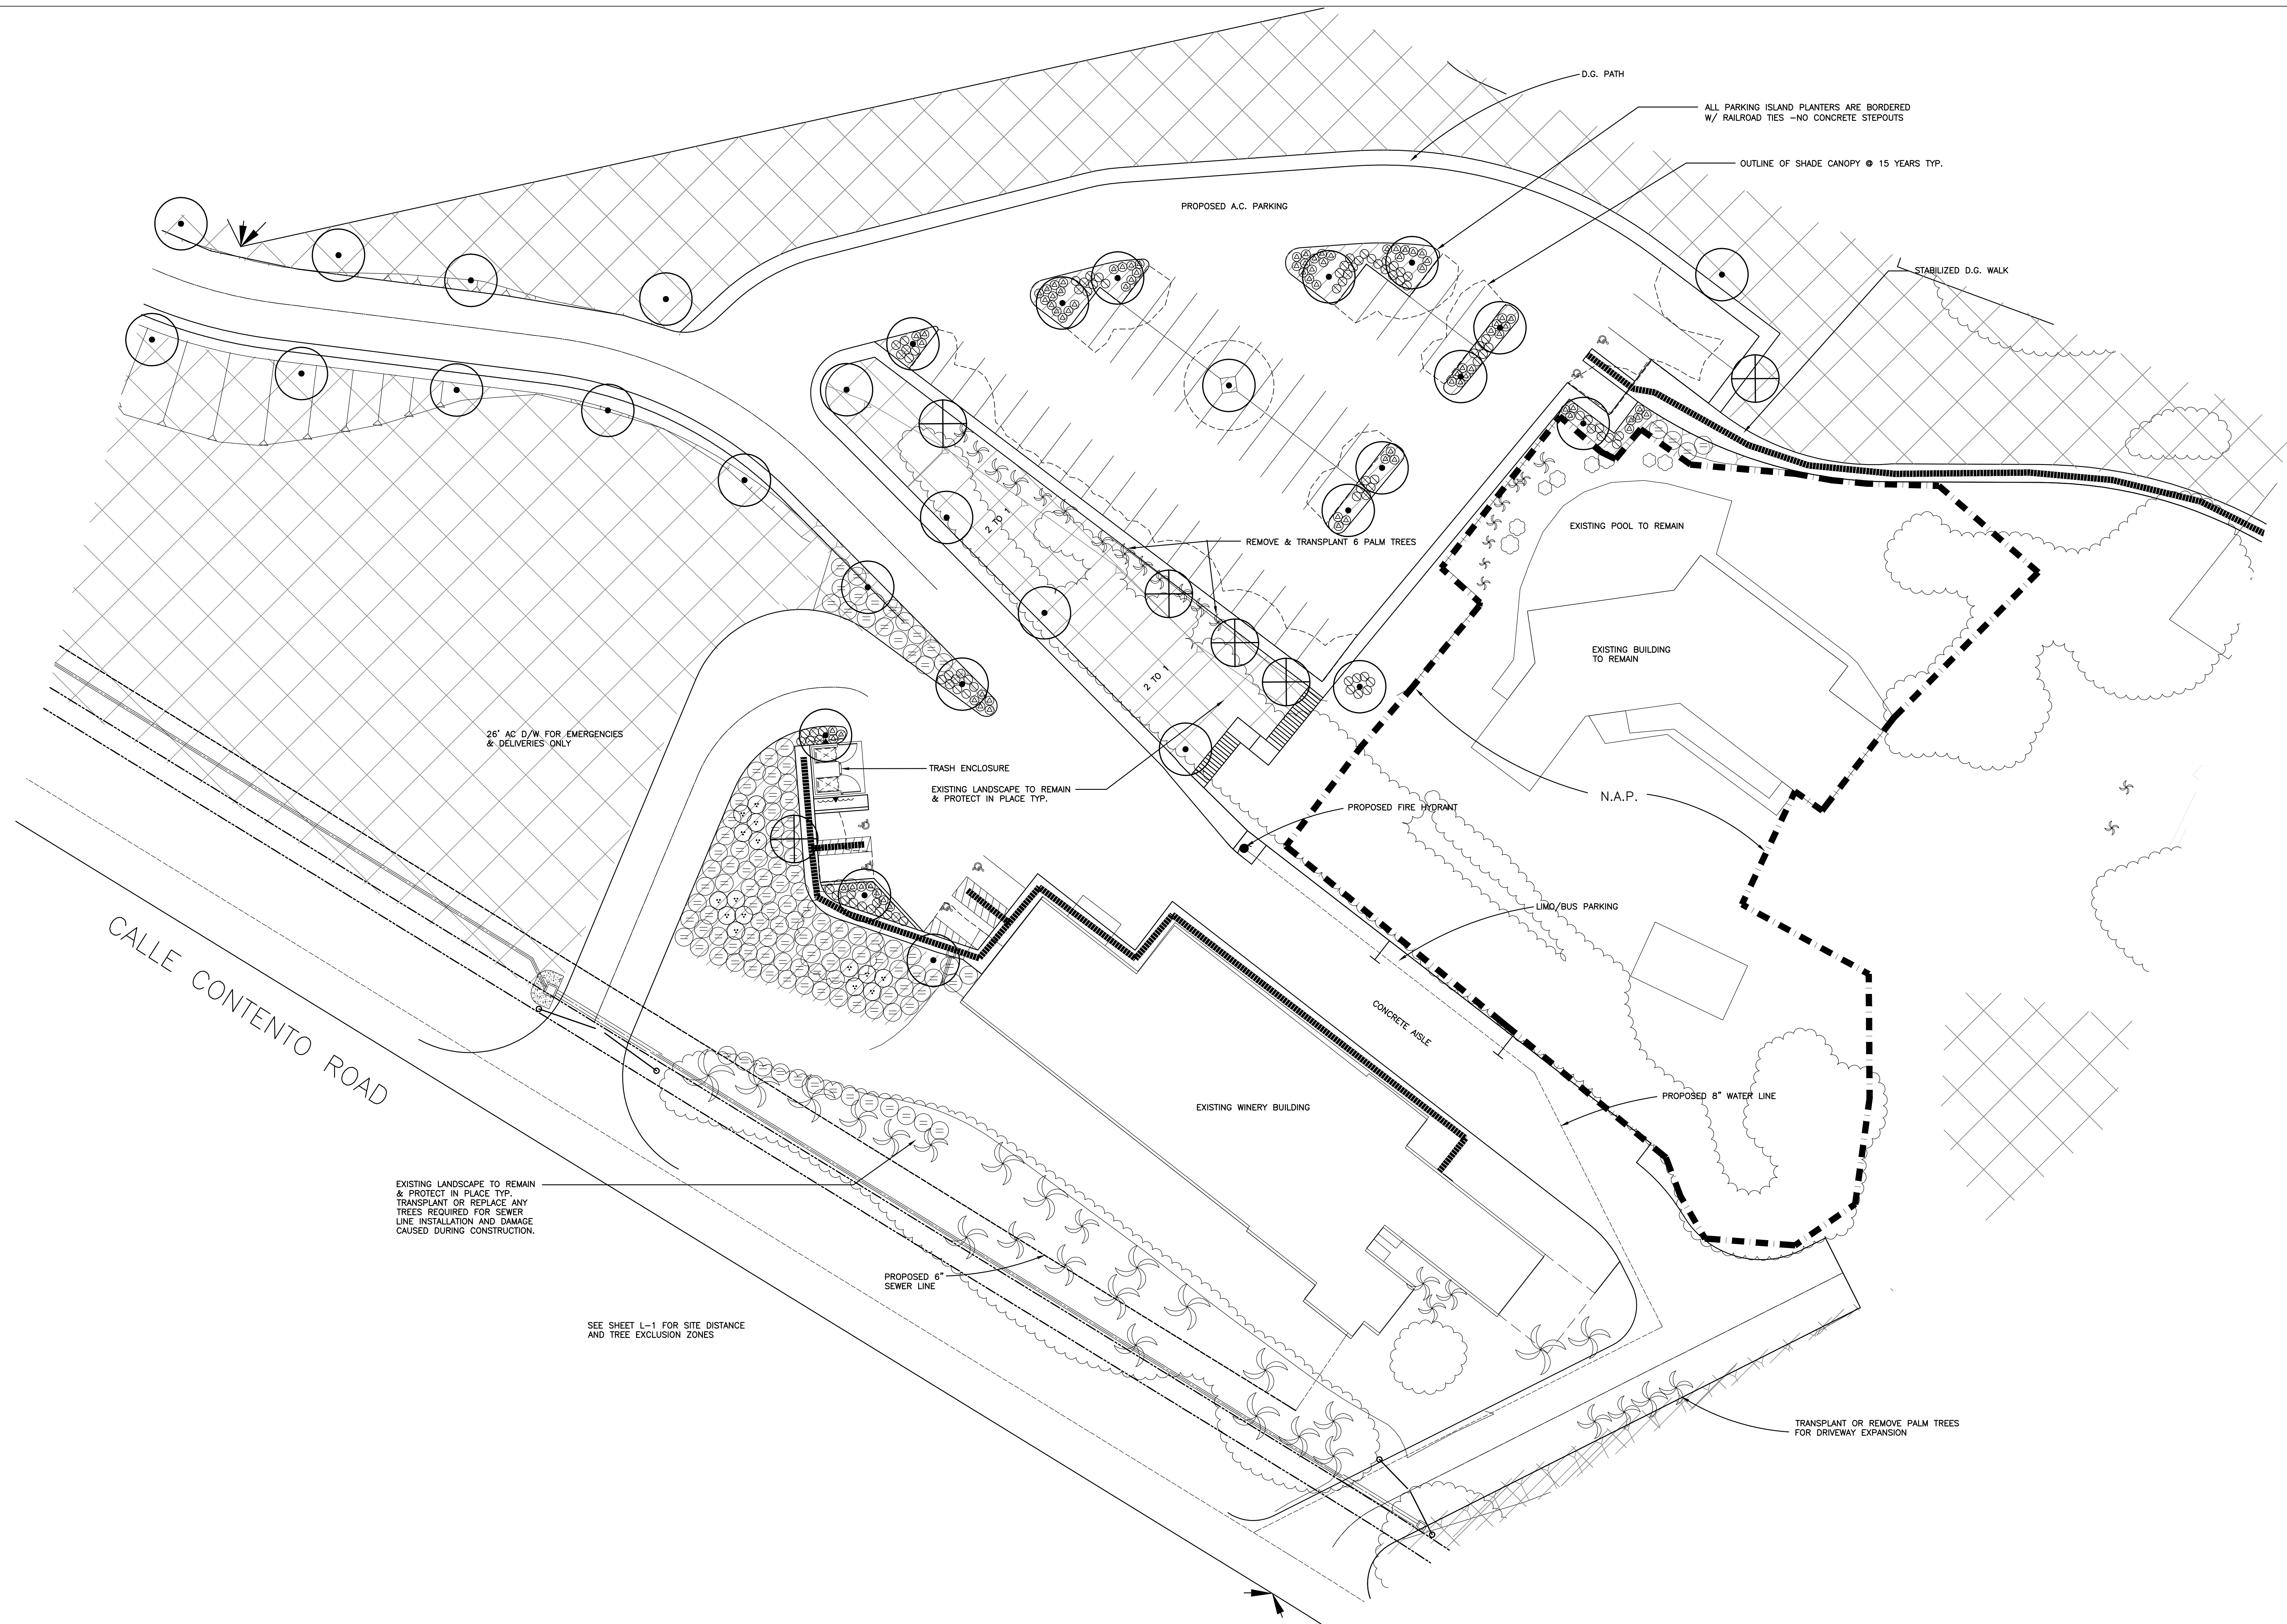 D.G. PATH
ALL PARKING ISLAND PLANTERS ARE BORDERED
W/ RAILROAD TIES -NO CONCRETE STEPOUTS
OUTLINE OF SHADE CANOPY @ 15 YEARS TYP.
PROPOSED A.C. PARKING
STABILIZED D.G. WALK
2 TO 1
EXISTING POOL TO REMAIN
REMOVE & TRANSPLANT 6 PALM TREES
EXISTING BUILDING
TO REMAIN
2 TO 1
26' AC D/W FOR EMERGENCIES
& DELIVERIES ONLY
TRASH ENCLOSURE
EXISTING LANDSCAPE TO REMAIN
& PROTECT IN PLACE TYP.
N.A.P.
PROPOSED FIRE HYDRANT
LIMO/BUS PARKING
CALLE CONTENTO ROAD
CONCRETE AISLE
PROPOSED 8" WATER LINE
EXISTING WINERY BUILDING
EXISTING LANDSCAPE TO REMAIN
& PROTECT IN PLACE TYP.
TRANSPLANT OR REPLACE ANY
TREES REQUIRED FOR SEWER
LINE INSTALLATION AND DAMAGE
CAUSED DURING CONSTRUCTION.
PROPOSED 6"
SEWER LINE
SEE SHEET L-1 FOR SITE DISTANCE
AND TREE EXCLUSION ZONES
TRANSPLANT OR REMOVE PALM TREES
FOR DRIVEWAY EXPANSION